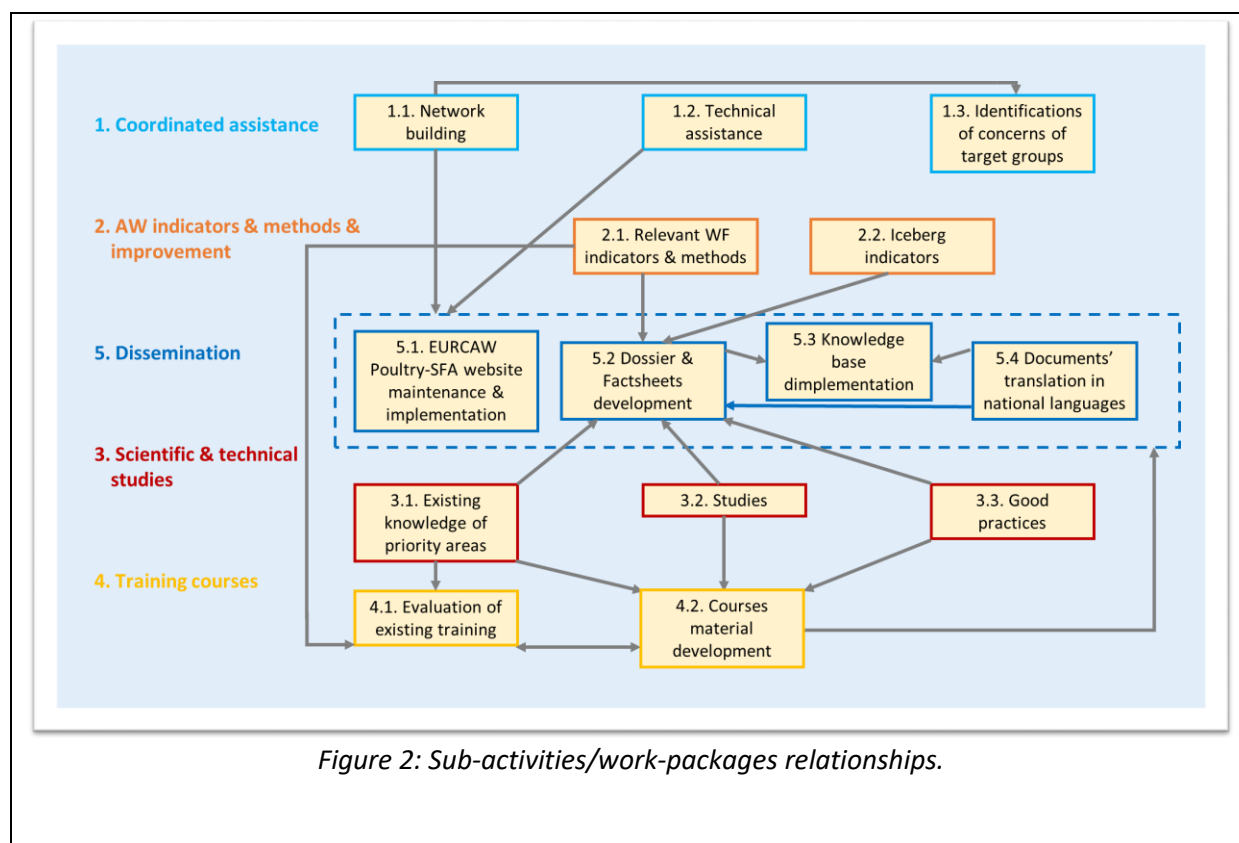 1. Coordinated assistance
1.1. Network
building
1.2. Technical
assistance
1.3. Identifications
of concerns of
target groups
2. AW indicators & methods &
improvement
2.1. Relevant WF
indicators & methods
2.2. Iceberg
indicators
5. Dissemination
5.1. EURCAW
Poultry-SFA website
maintenance &
implementation
5.2 Dossier &
Factsheets
development
5.3 Knowledge
base
dimplementation
5.4 Documents’
translation in
national languages
3. Scientific & technical
studies
3.1. Existing
knowledge of
priority areas
3.2. Studies
3.3. Good
practices
4. Training courses
4.1. Evaluation of
existing training
4.2. Courses
material
development
Figure 2: Sub-activities/work-packages relationships.